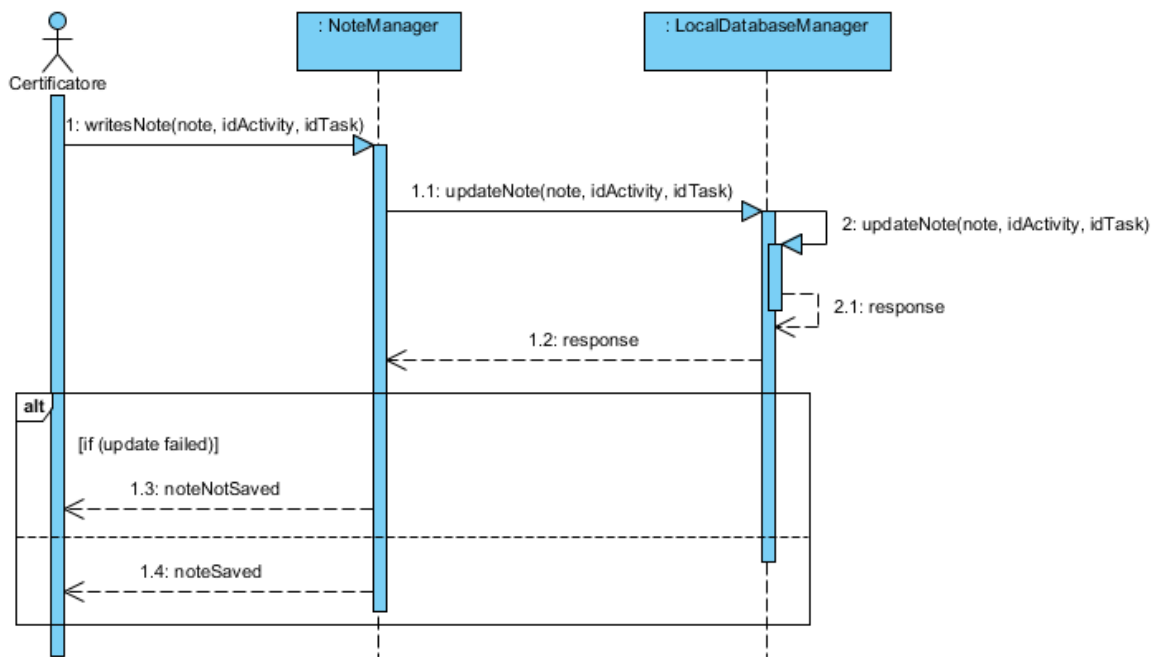 : NoteManager
: LocalDatabaseManager
Certificatore
1: writesNote(note, idActivity, idTask)
1.1: updateNote(note, idActivity, idTask)
2: updateNote(note, idActivity, idTask)
2.1: response
1.2: response
alt
[if (update failed)]
1.3: noteNotSaved
1.4: noteSaved